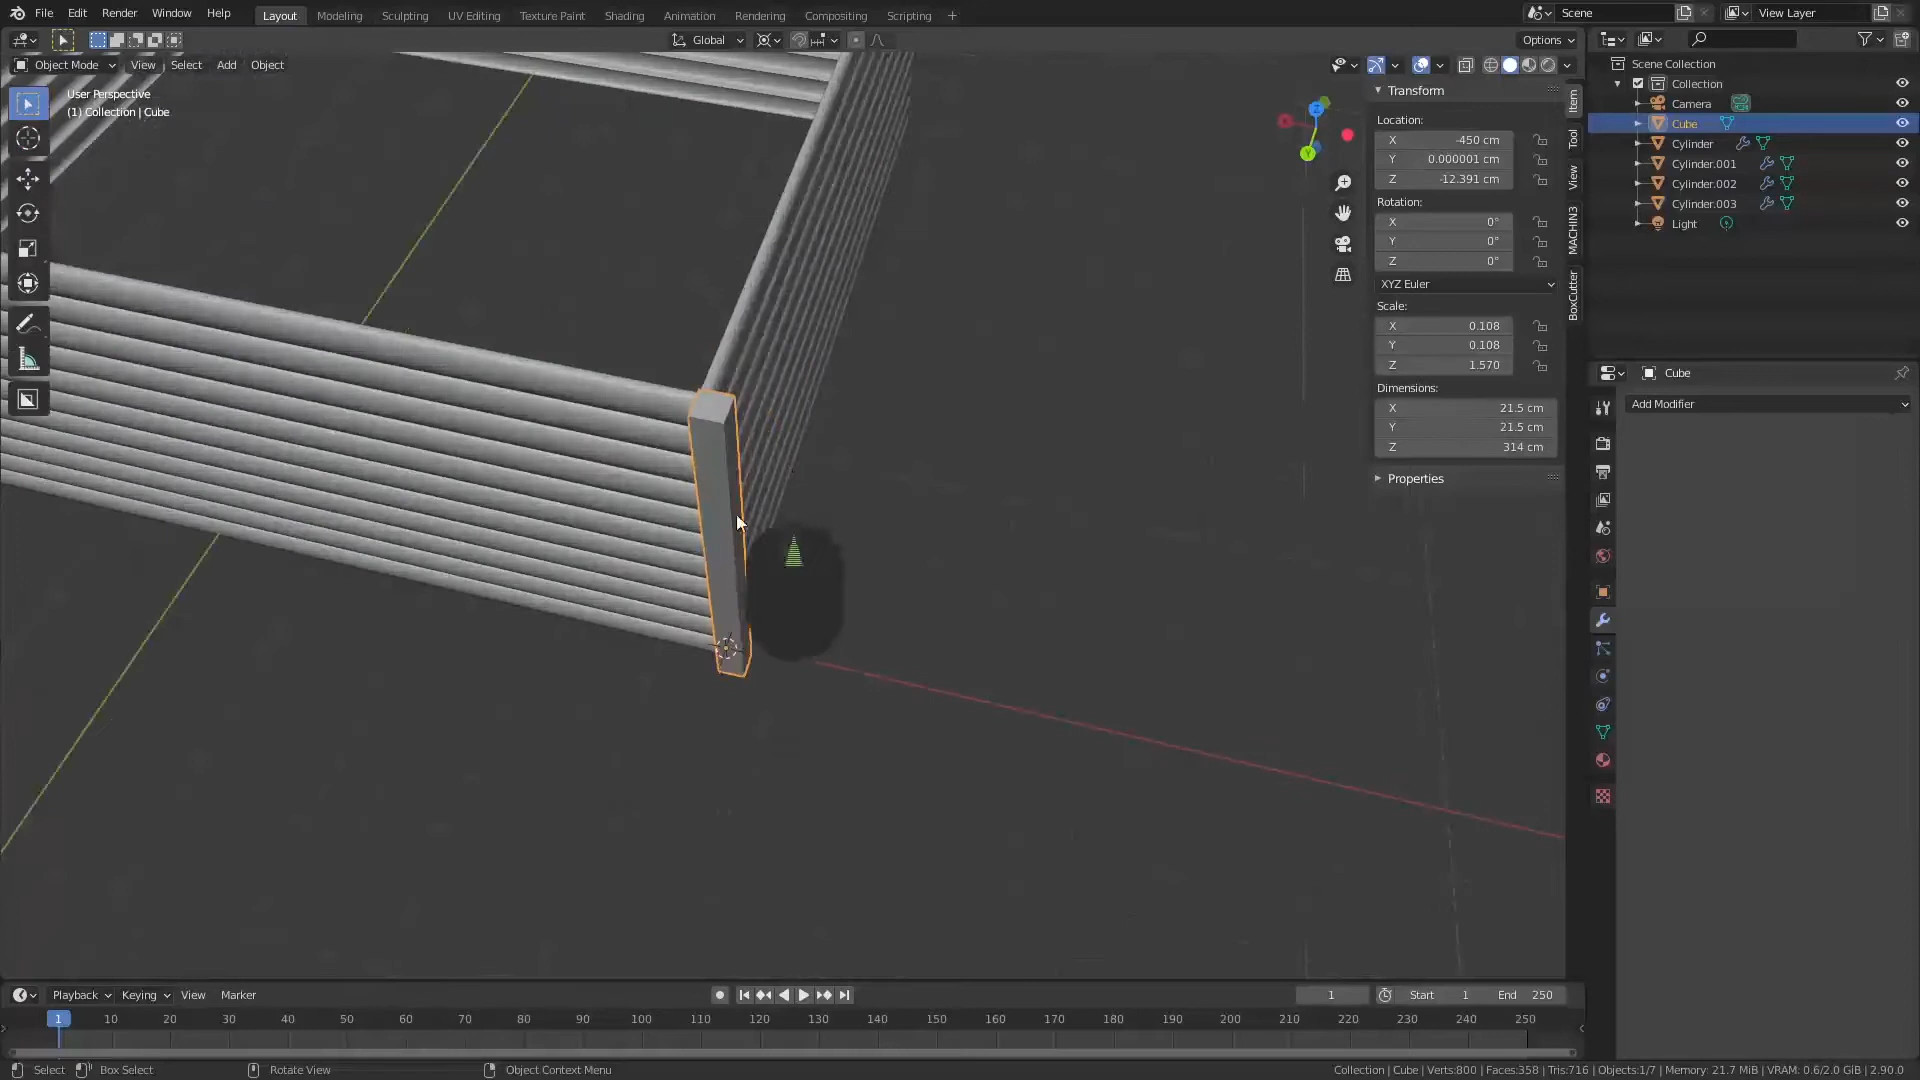 File Edit Render Window Help Layout Modeling Sculpting UV Editing Texture Paint Shading Animation Rendering Compositing Scripting + Scene View Layer
Global Options
Object Mode View Select Add Object
User Perspective
(1) Collection | Cube
Transform
Location:
X -450 cm
Y 0.000001 cm
Z -12.391 cm
Rotation:
X 0°
Y 0°
Z 0°
XYZ Euler
Scale:
X 0.108
Y 0.108
Z 1.570
Dimensions:
X 21.5 cm
Y 21.5 cm
Z 314 cm
Properties
Item
Tool
View
MACHIN3
BoxCutter
Scene Collection
Collection
Camera
Cube
Cylinder
Cylinder.001
Cylinder.002
Cylinder.003
Light
Cube
Add Modifier
Playback Keying View Marker 1 Start 1 End 250
1 10 20 30 40 50 60 70 80 90 100 110 120 130 140 150 160 170 180 190 200 210 220 230 240 250
Select Box Select Rotate View Object Context Menu Collection | Cube | Verts:800 | Faces:358 | Tris:716 | Objects:1/7 | Memory: 21.7 MiB | VRAM: 0.6/2.0 GiB | 2.90.0